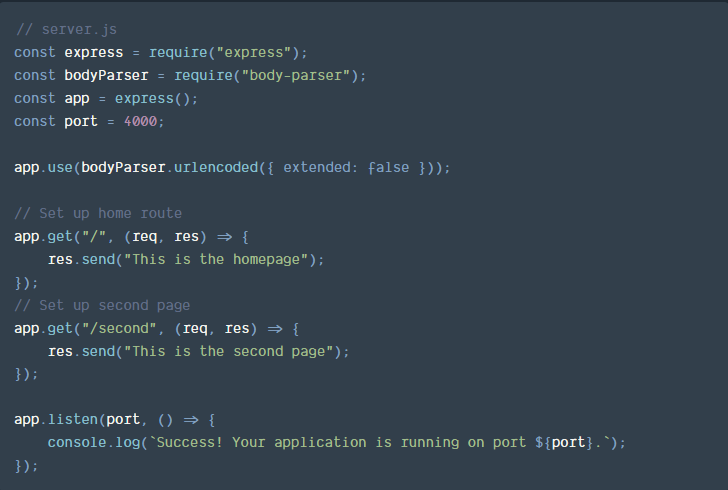 // server.js
const express = require("express");
const bodyParser = require("body-parser");
const app = express();
const port = 4000;

app.use(bodyParser.urlencoded({ extended: false }));

// Set up home route
app.get("/", (req, res) => {
    res.send("This is the homepage");
});
// Set up second page
app.get("/second", (req, res) => {
    res.send("This is the second page");
});

app.listen(port, () => {
    console.log(`Success! Your application is running on port ${port}.`);
});